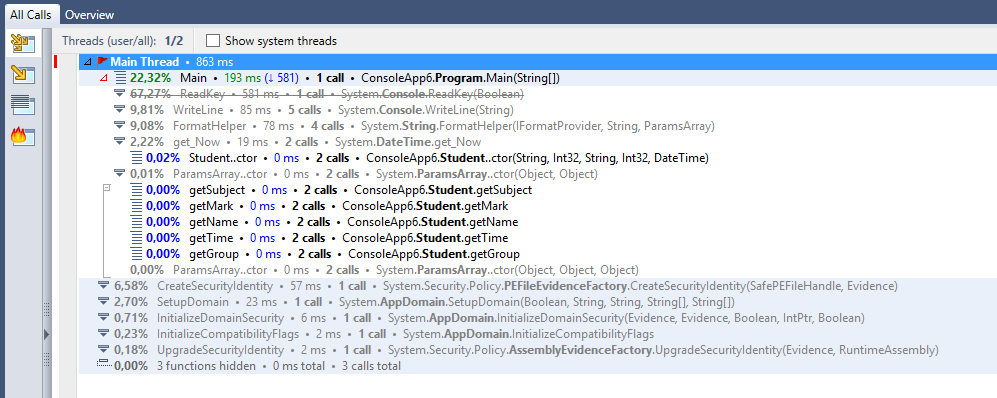 All Calls Overview
Threads (user/all): 1/2 Show system threads
Main Thread • 863 ms
22,32% Main • 193 ms (↓ 581) • 1 call • ConsoleApp6.Program.Main(String[])
67,27% ReadKey • 581 ms • 1 call • System.Console.ReadKey(Boolean)
9,81% WriteLine • 85 ms • 5 calls • System.Console.WriteLine(String)
9,08% FormatHelper • 78 ms • 4 calls • System.String.FormatHelper(IFormatProvider, String, ParamsArray)
2,22% get_Now • 19 ms • 2 calls • System.DateTime.get_Now
0,02% Student..ctor • 0 ms • 2 calls • ConsoleApp6.Student..ctor(String, Int32, String, Int32, DateTime)
0,01% ParamsArray..ctor • 0 ms • 2 calls • System.ParamsArray..ctor(Object, Object)
0,00% getSubject • 0 ms • 2 calls • ConsoleApp6.Student.getSubject
0,00% getMark • 0 ms • 2 calls • ConsoleApp6.Student.getMark
0,00% getName • 0 ms • 2 calls • ConsoleApp6.Student.getName
0,00% getTime • 0 ms • 2 calls • ConsoleApp6.Student.getTime
0,00% getGroup • 0 ms • 2 calls • ConsoleApp6.Student.getGroup
0,00% ParamsArray..ctor • 0 ms • 2 calls • System.ParamsArray..ctor(Object, Object, Object)
6,58% CreateSecurityIdentity • 57 ms • 1 call • System.Security.Policy.PEFileEvidenceFactory.CreateSecurityIdentity(SafePEFileHandle, Evidence)
2,70% SetupDomain • 23 ms • 1 call • System.AppDomain.SetupDomain(Boolean, String, String, String[], String[])
0,71% InitializeDomainSecurity • 6 ms • 1 call • System.AppDomain.InitializeDomainSecurity(Evidence, Evidence, Boolean, IntPtr, Boolean)
0,23% InitializeCompatibilityFlags • 2 ms • 1 call • System.AppDomain.InitializeCompatibilityFlags
0,18% UpgradeSecurityIdentity • 2 ms • 1 call • System.Security.Policy.AssemblyEvidenceFactory.UpgradeSecurityIdentity(Evidence, RuntimeAssembly)
0,00% 3 functions hidden • 0 ms total • 3 calls total